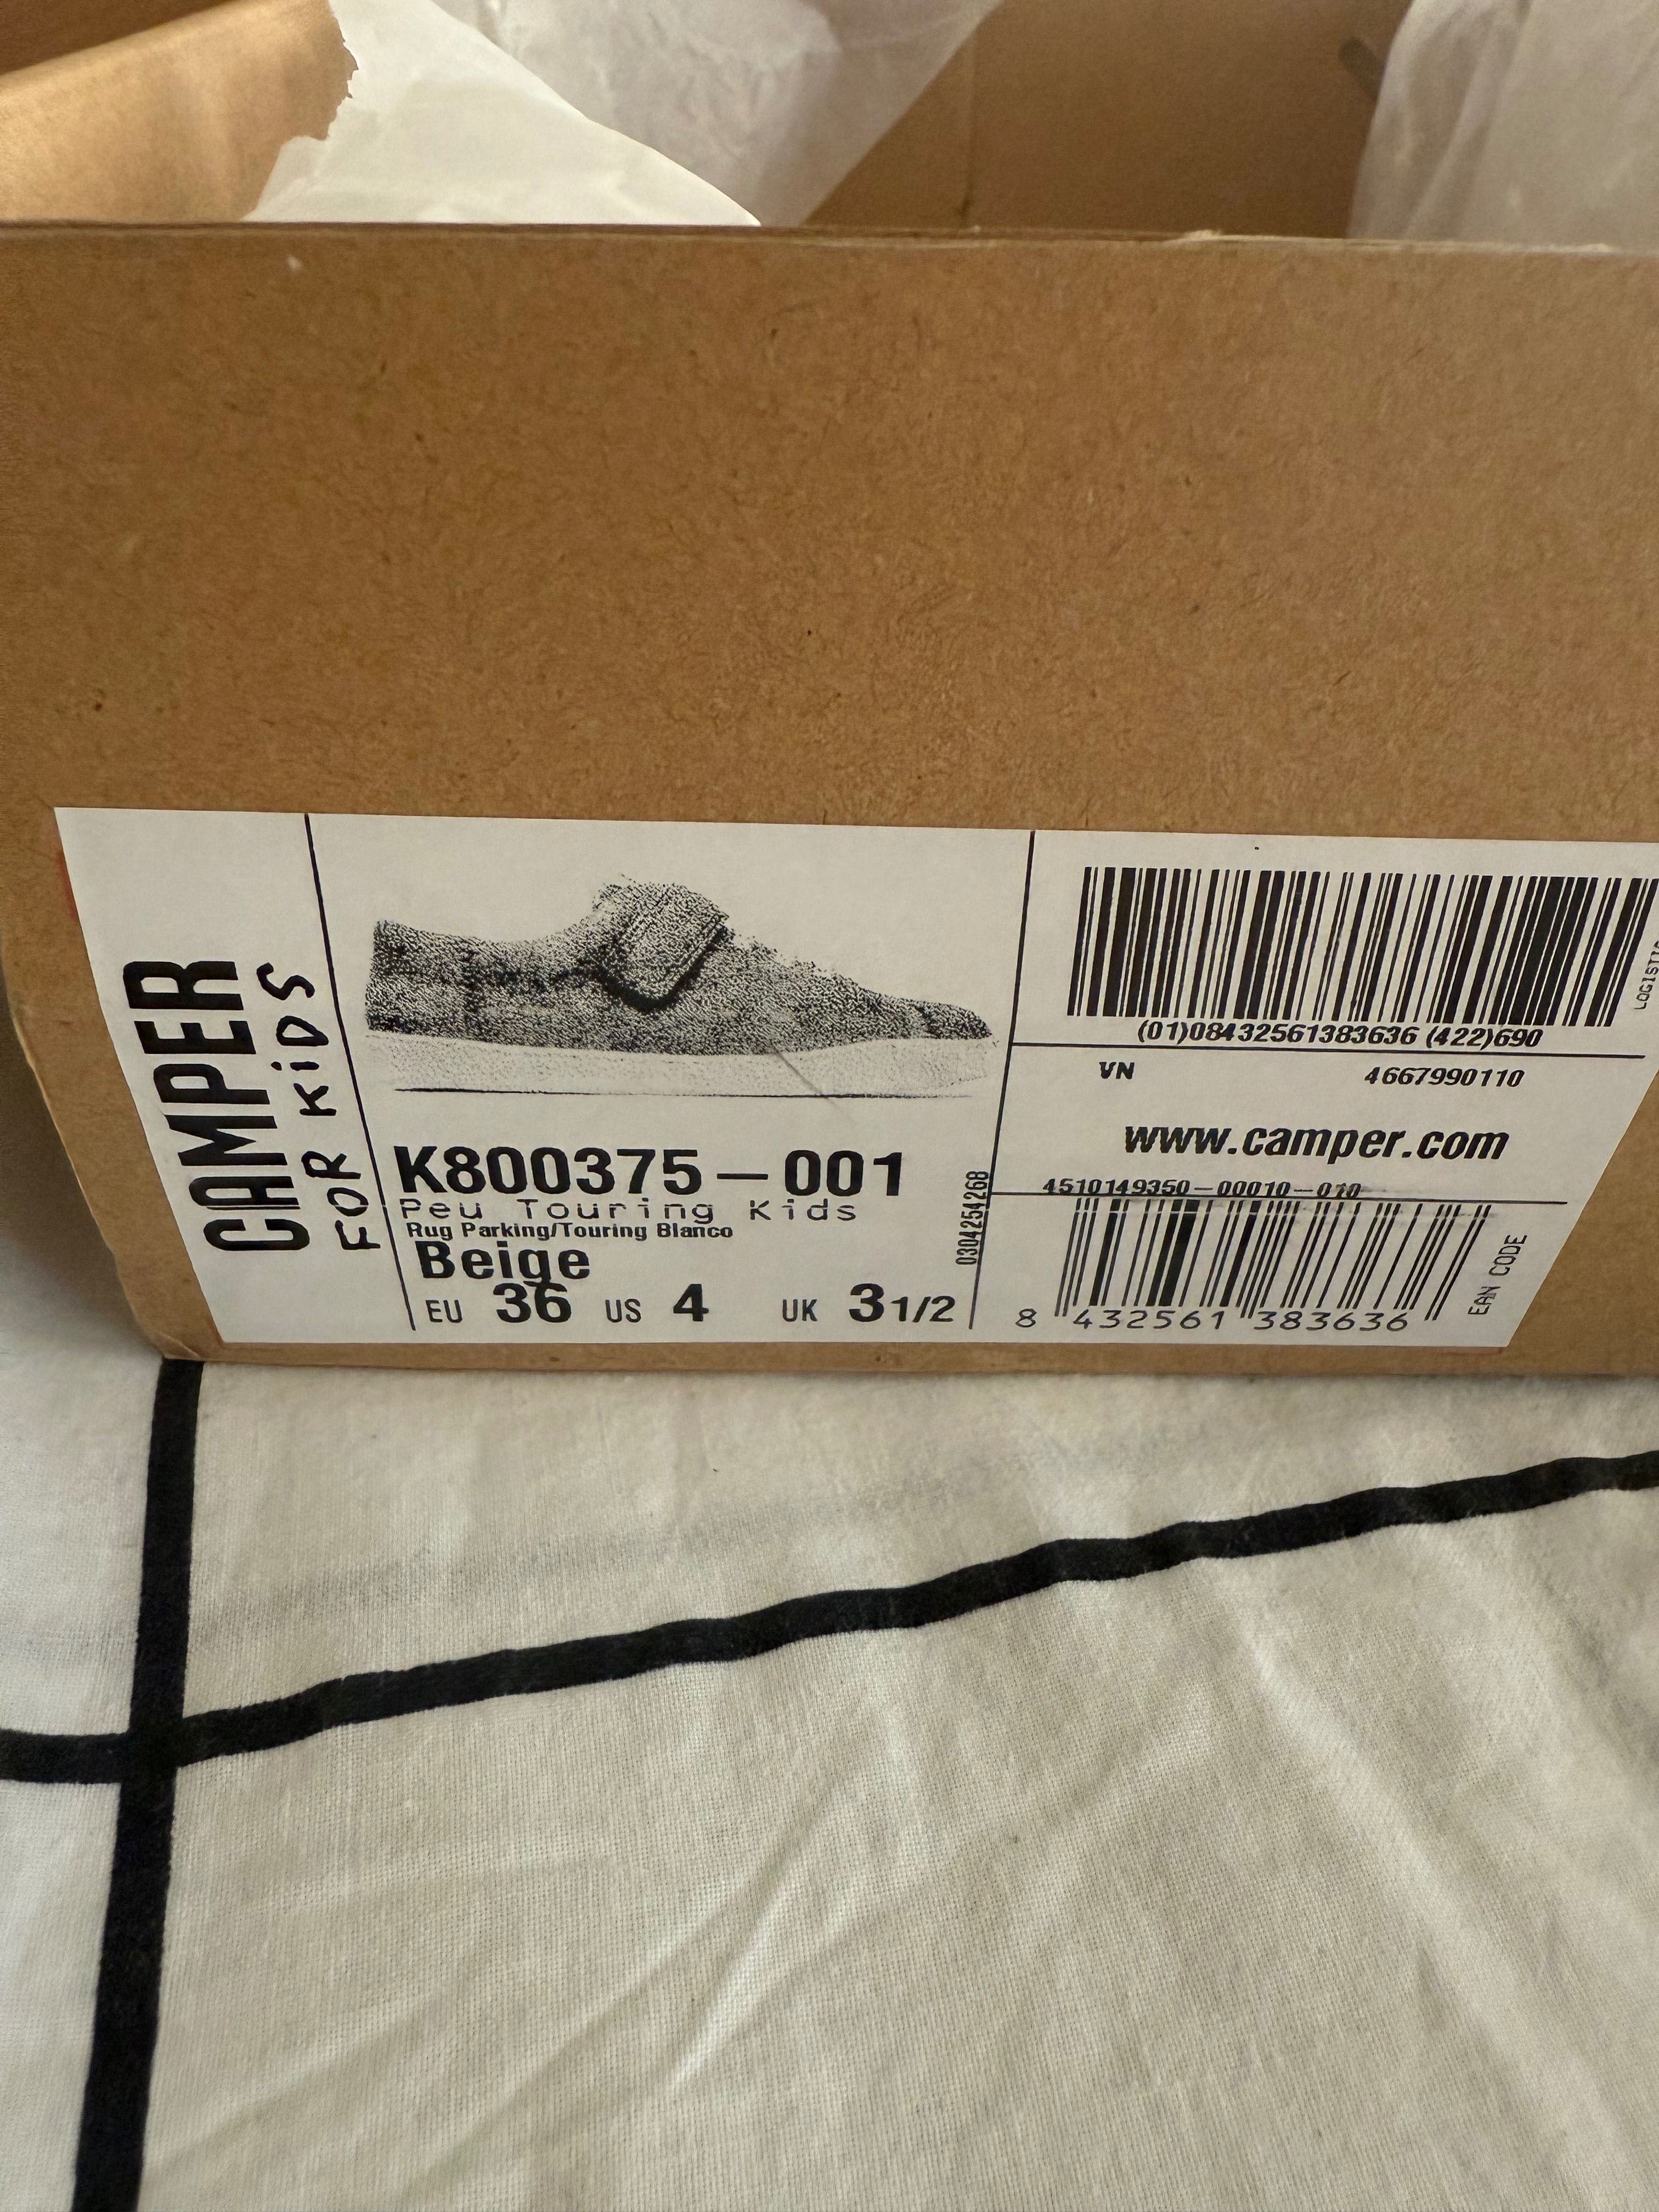 CAMPER
FOR KiDS
K800375-001
Peu Touring Kids
Rug Parking/Touring Blanco
Beige
EU 36 US 4 UK 3 1/2
0304254268
(01)08432561383636 (422)690
VN 4667990110
www.camper.com
4510149350-00010-010
8 432561 383636
EAN CODE